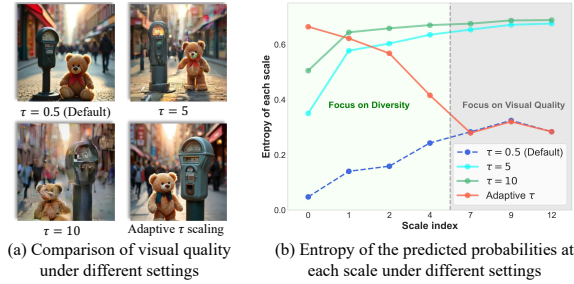 τ = 0.5 (Default)
τ = 5
τ = 10
Adaptive τ scaling
(a) Comparison of visual quality
under different settings
Entropy of each scale
0.6
0.4
0.2
0.0
Focus on Diversity
Focus on Visual Quality
τ = 0.5 (Default)
τ = 5
τ = 10
Adaptive τ
0 1 2 4 7 9 12
Scale index
(b) Entropy of the predicted probabilities at
each scale under different settings